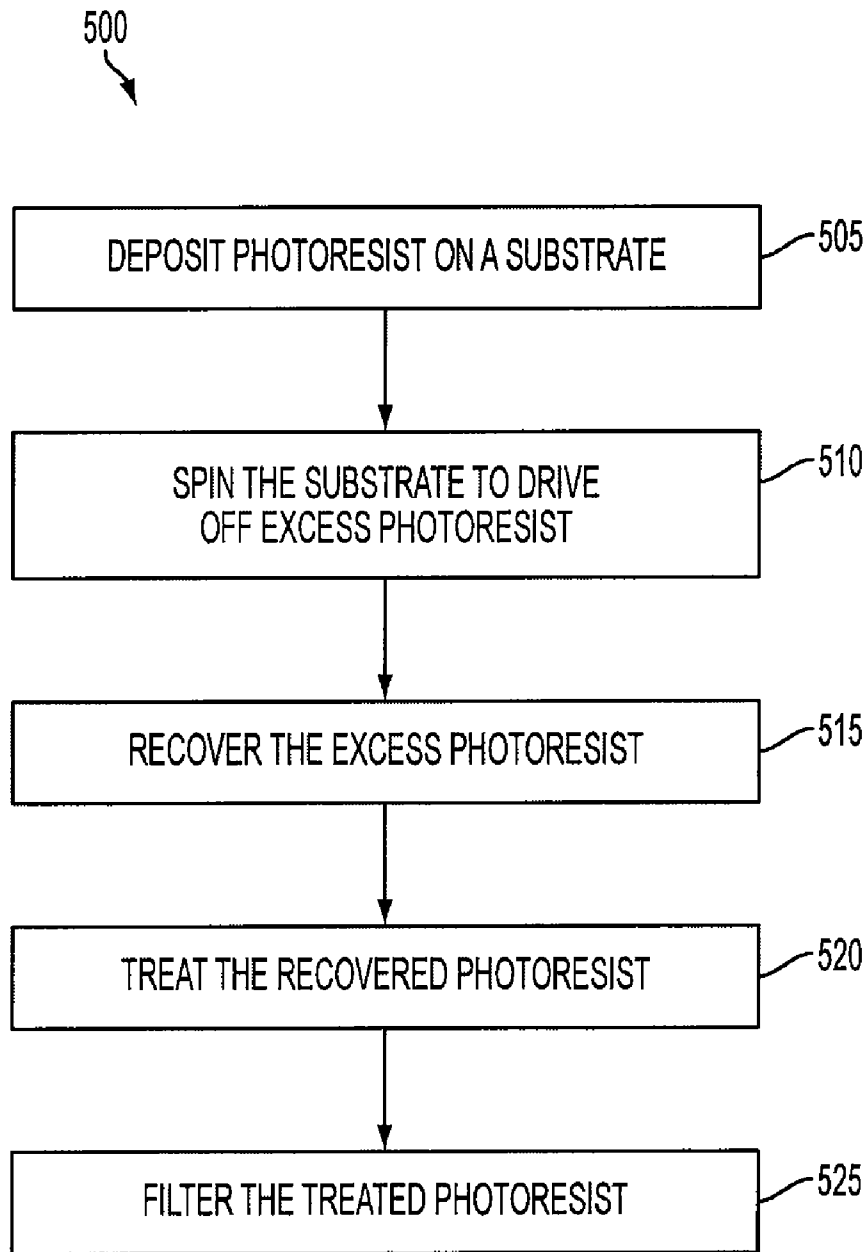 500
DEPOSIT PHOTORESIST ON A SUBSTRATE
505
SPIN THE SUBSTRATE TO DRIVE
OFF EXCESS PHOTORESIST
510
RECOVER THE EXCESS PHOTORESIST
515
TREAT THE RECOVERED PHOTORESIST
520
FILTER THE TREATED PHOTORESIST
525